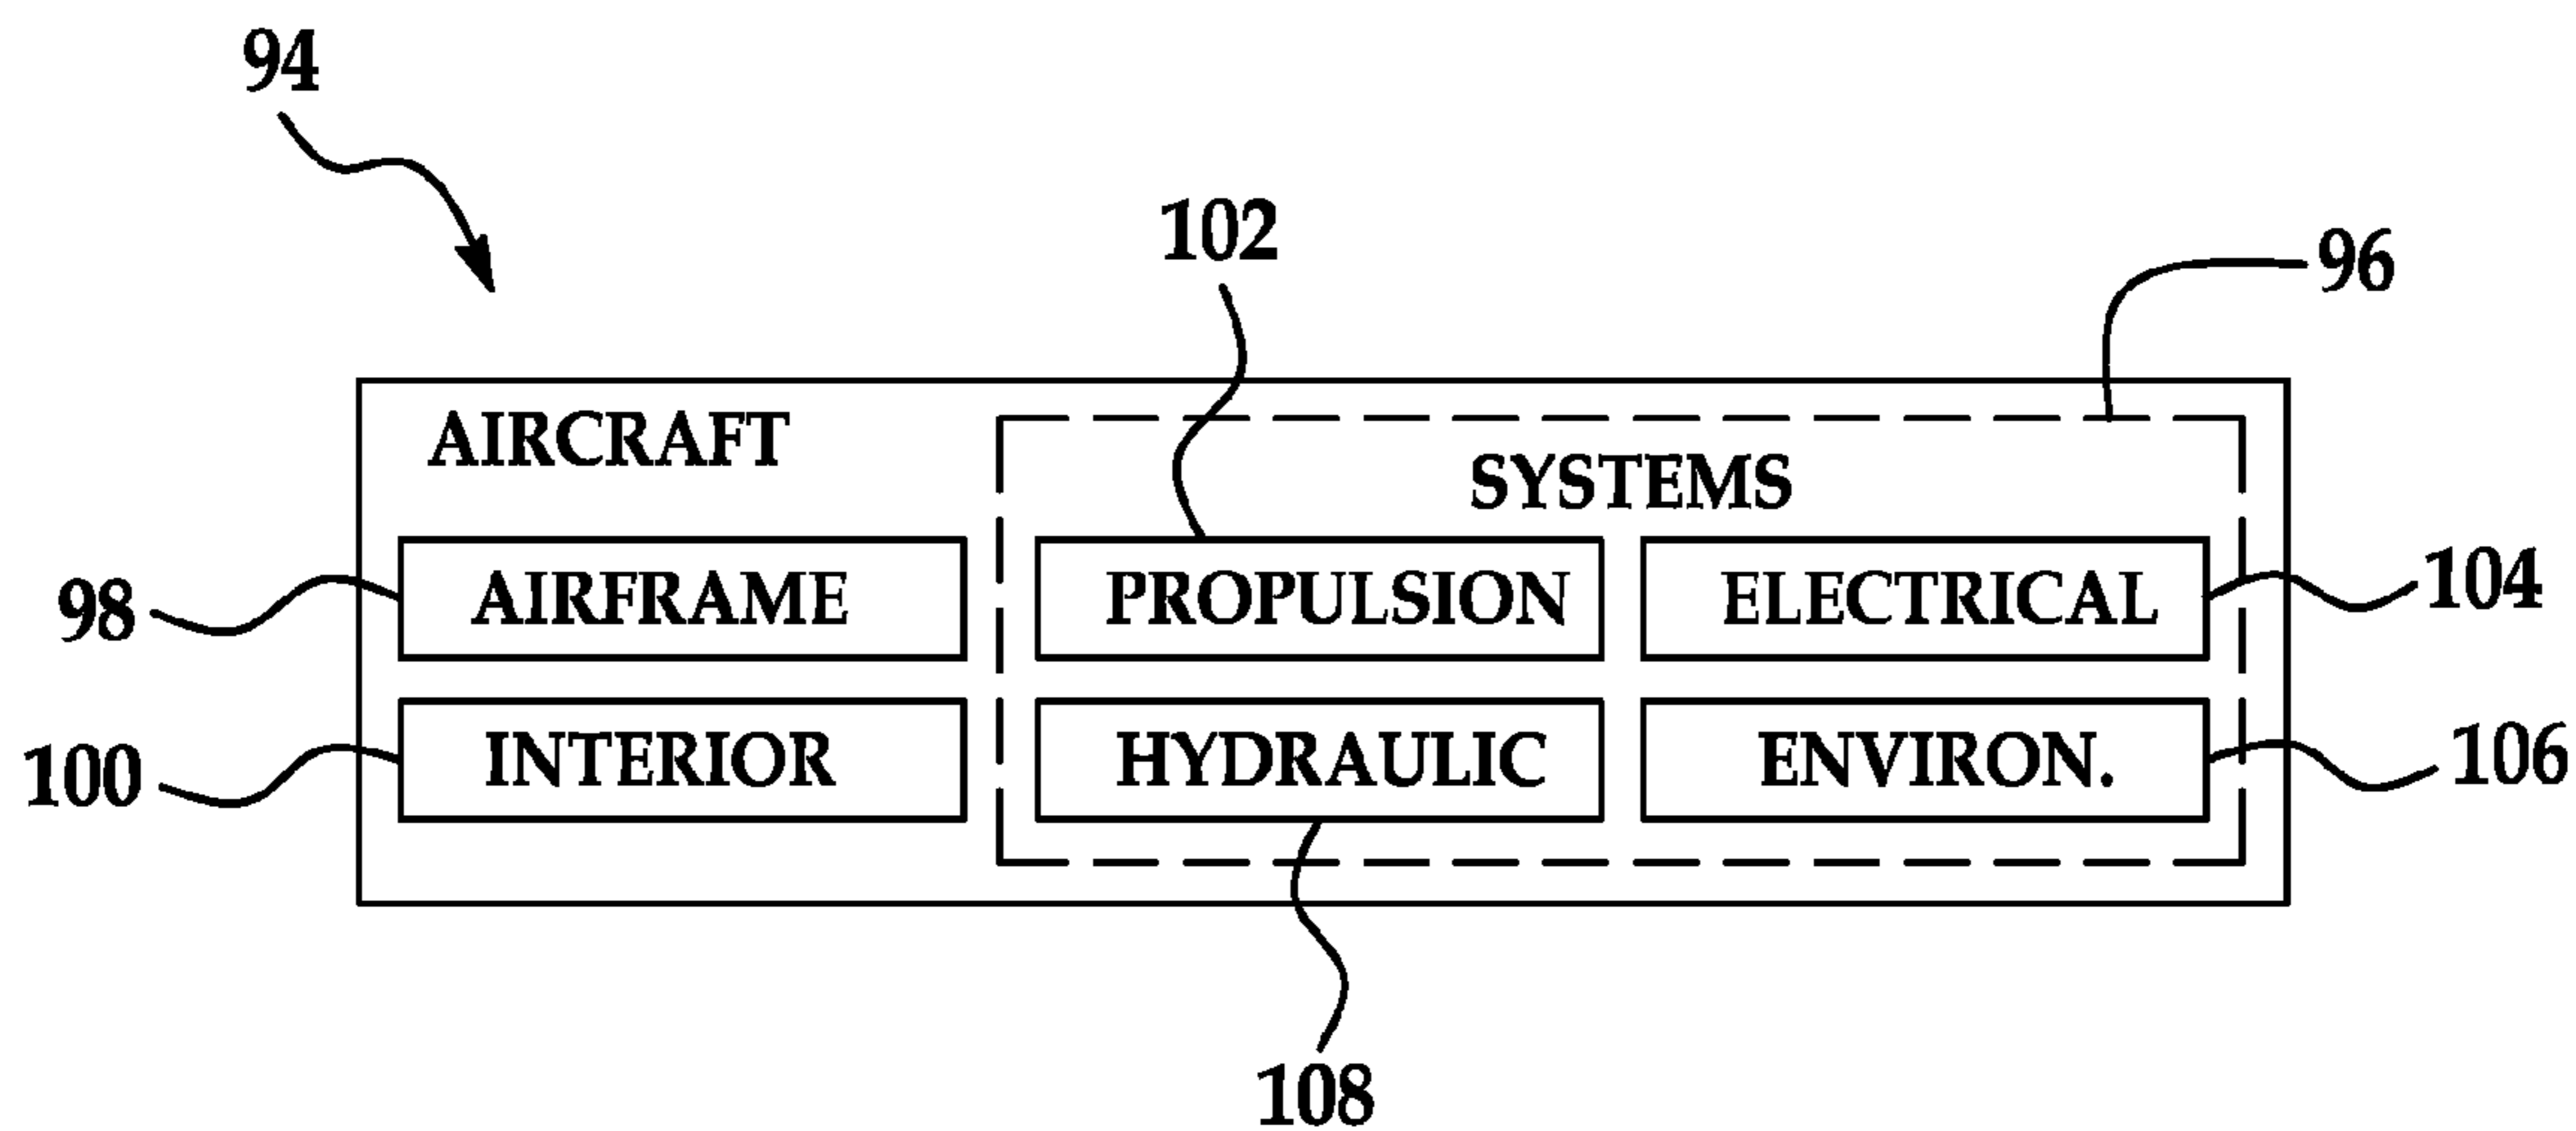 94
102
96
AIRCRAFT
SYSTEMS
98
AIRFRAME
PROPULSION
ELECTRICAL
104
100
INTERIOR
HYDRAULIC
ENVIRON.
106
108